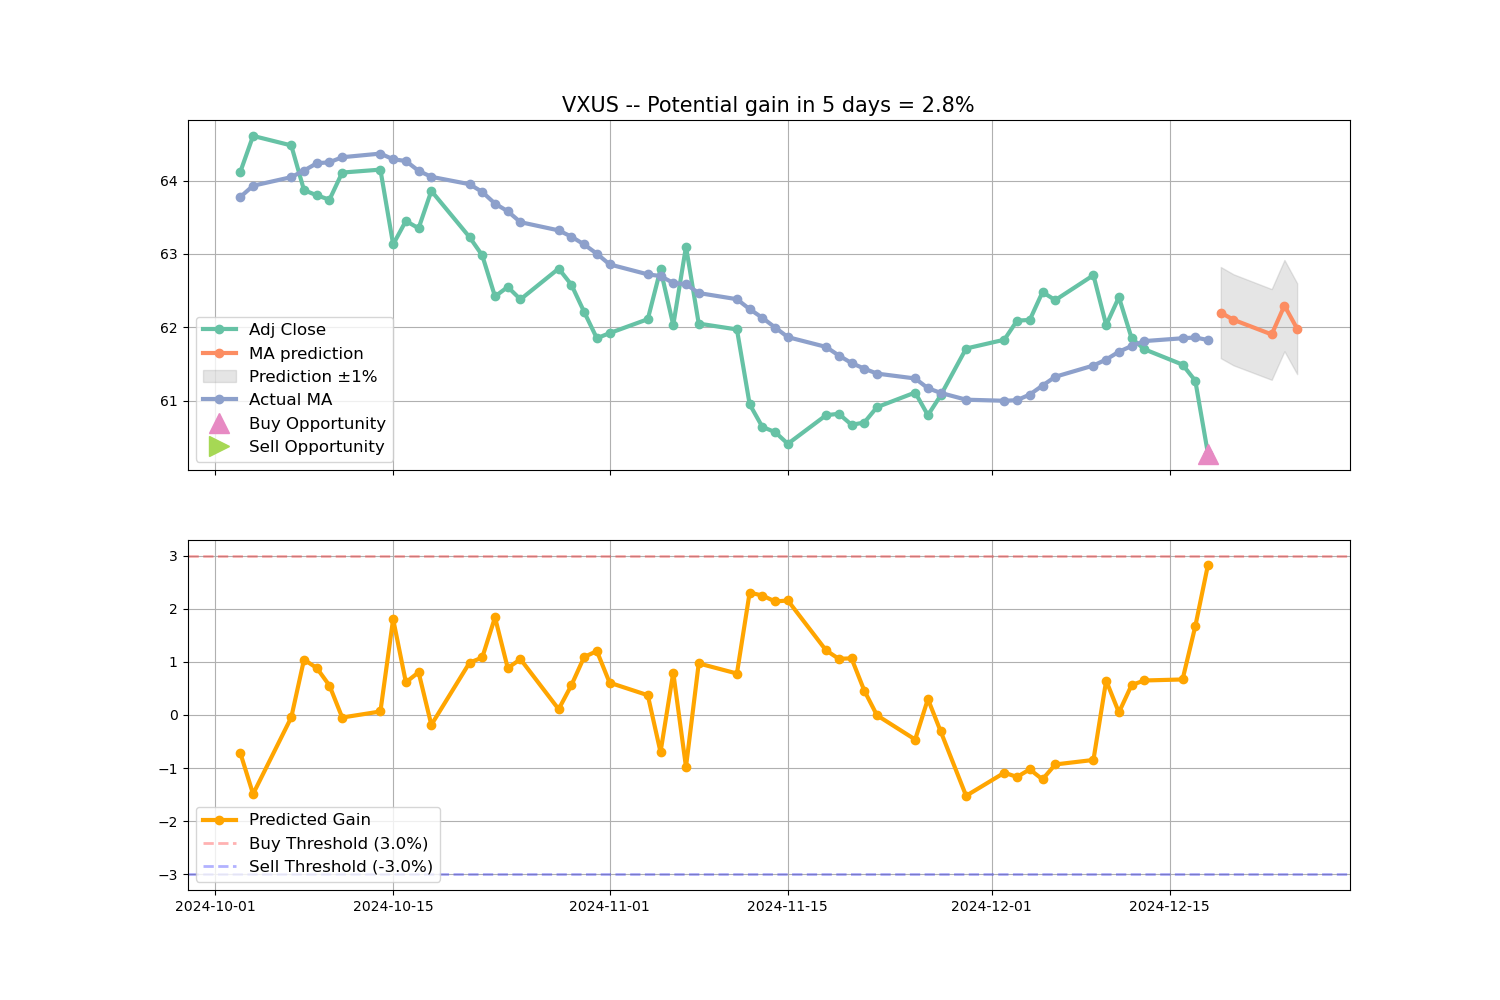 VXUS -- Potential gain in 5 days = 2.8%
64
63
62
61
Adj Close
MA prediction
Prediction ±1%
Actual MA
Buy Opportunity
Sell Opportunity
3
2
1
0
−1
−2
−3
Predicted Gain
Buy Threshold (3.0%)
Sell Threshold (-3.0%)
2024-10-01 2024-10-15 2024-11-01 2024-11-15 2024-12-01 2024-12-15